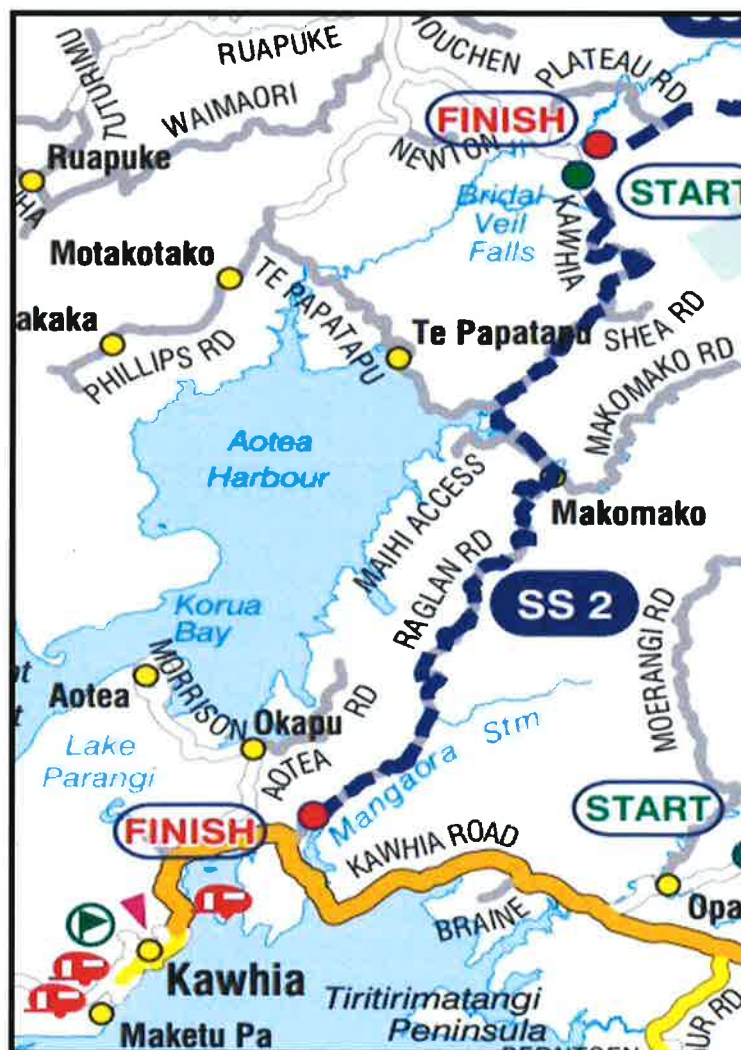 RUAPUKE
TUTURIMU
WAIMAORI
PLATEAU RD
FINISH
NEWTON
Ruapuke
START
Bridal
Veil
Falls
KAWHIA
Motakotako
TE PAPATAPU
Te Papatapu
SHEA RD
PHILLIPS RD
MAKOMAKO RD
Aotea
Harbour
MAIHI ACCESS
Makomako
RAGLAN RD
SS 2
Korua
Bay
MOERANGI RD
MORRISON
Aotea
Okapu
AOTEA RD
Lake
Parangi
Mangaora Stm
START
FINISH
KAWHIA ROAD
BRAINE
Kawhia
Tiritirimatangi
Peninsula
Maketu Pa